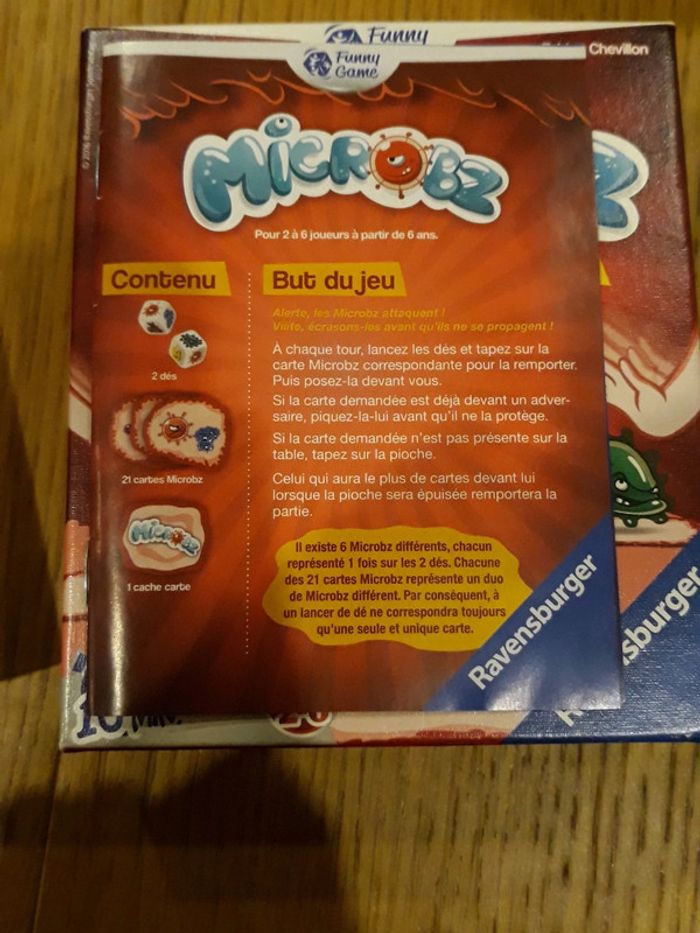 Funny
Chevillon
© 2016 Ravensburger
Funny
Game
MICROBZ
Pour 2 à 6 joueurs à partir de 6 ans.
Contenu
2 dés
21 cartes Microbz
MICROBZ
1 cache carte
But du jeu
Alerte, les Microbz attaquent !
Viiite, écrasons-les avant qu'ils ne se propagent !
À chaque tour, lancez les dés et tapez sur la
carte Microbz correspondante pour la remporter.
Puis posez-la devant vous.
Si la carte demandée est déjà devant un adver-
saire, piquez-la-lui avant qu'il ne la protège.
Si la carte demandée n'est pas présente sur la
table, tapez sur la pioche.
Celui qui aura le plus de cartes devant lui
lorsque la pioche sera épuisée remportera la
partie.
Il existe 6 Microbz différents, chacun
représenté 1 fois sur les 2 dés. Chacune
des 21 cartes Microbz représente un duo
de Microbz différent. Par conséquent, à
un lancer de dé ne correspondra toujours
qu'une seule et unique carte.
Ravensburger
Z
sburger